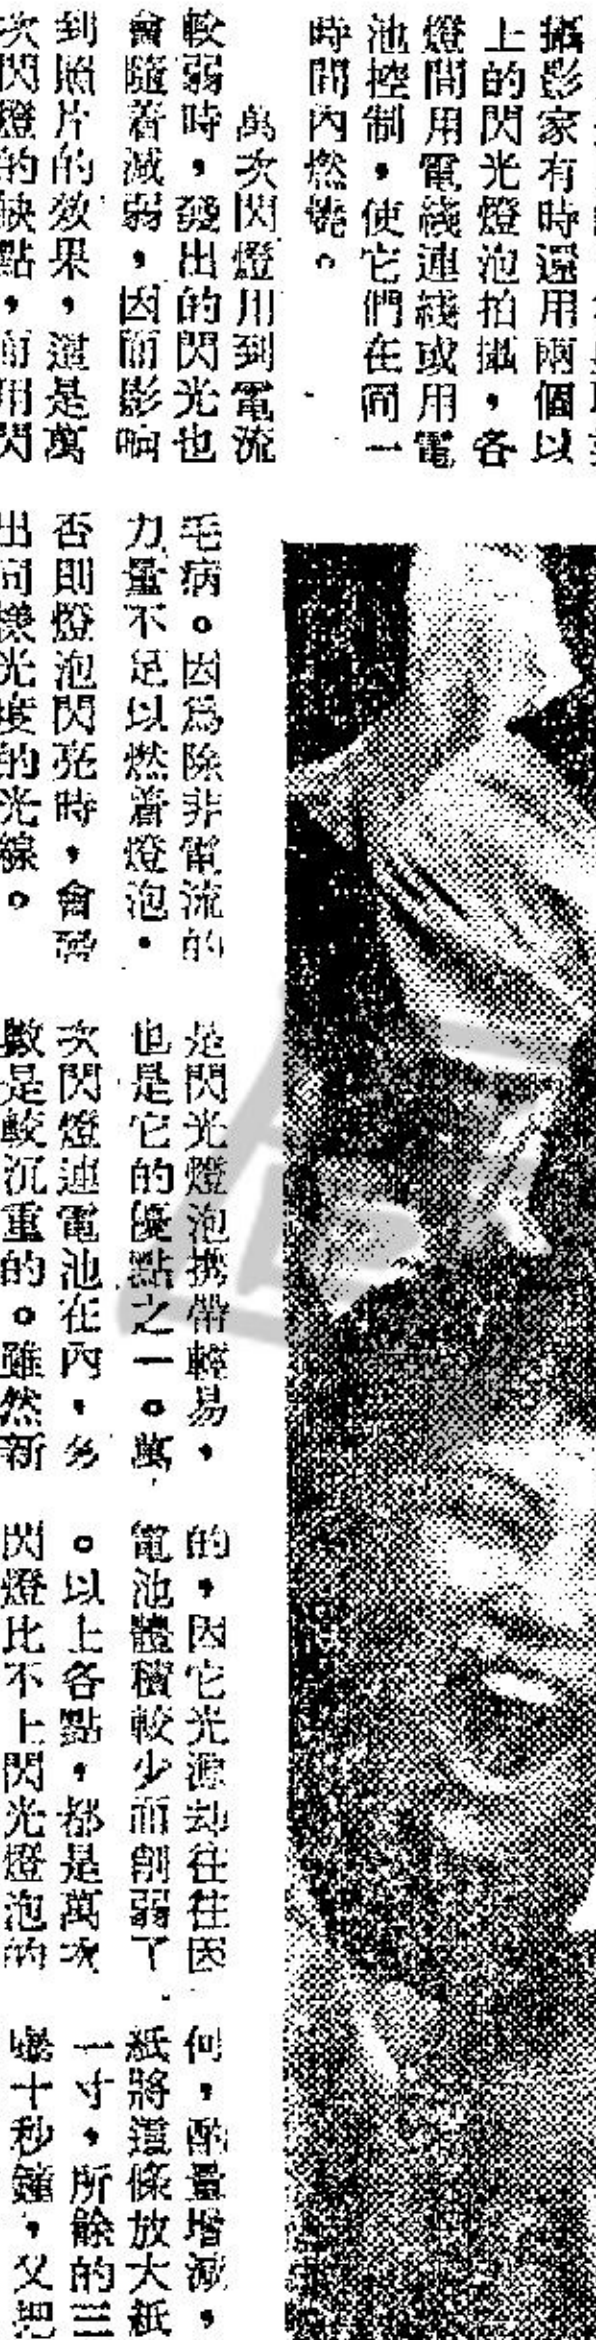 攝影家有時還用兩個以
上的閃光燈泡拍攝，各
燈間用電綫連綫或用電
池控制，使它們在同一
時間內燃燒。
萬次閃燈用到電流
較弱時，發出的閃光也
會隨着減弱，因而影响
到照片的效果，這是萬
次閃燈的缺點，而用閃
毛病。因爲除非電流的
力量不足以燃着燈泡，
否則燈泡閃亮時，會發
出同樣光度的光線。
是閃光燈泡携帶輕易，
也是它的優點之一。萬
次閃燈連電池在內，多
數是較沉重的。雖然新
的，因它光源却往往因
電池體積較少而削弱了
。以上各點，都是萬次
閃燈比不上閃光燈泡的
何，酌量增減，
紙將這條放大紙
一寸，所餘的三
曝十秒鐘，又把